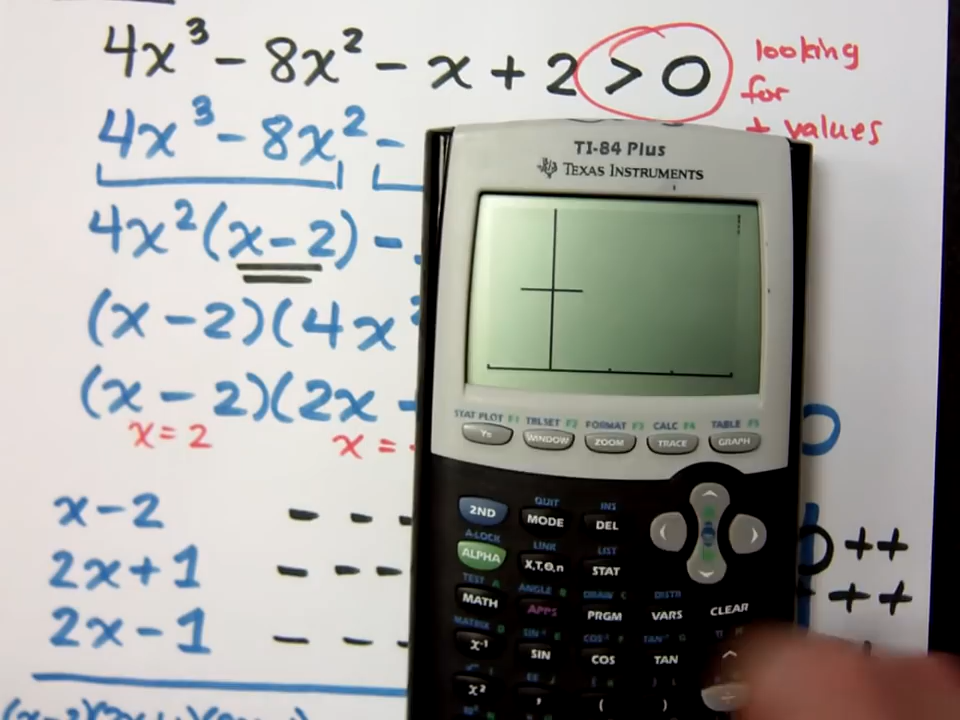 4x³ - 8x² - x + 2 > 0
looking
for
+ values
4x³ - 8x² -
4x²(x-2) -
(x-2)(4x²
(x-2)(2x
x=2 x=
x-2 - - - 0 ++
2x+1 - - - ++
2x-1 - - -
TI-84 Plus
TEXAS INSTRUMENTS
STAT PLOT F1 TBLSET F2 FORMAT F3 CALC F4 TABLE F5
Y= WINDOW ZOOM TRACE GRAPH
QUIT INS
2ND MODE DEL
A-LOCK LINK LIST
ALPHA X,T,θ,n STAT
TEST A ANGLE B DRAW C DISTR
MATH APPS PRGM VARS CLEAR
MATRIX D SIN⁻¹ E COS⁻¹ F TAN⁻¹ G
x⁻¹ SIN COS TAN
x² , ( )